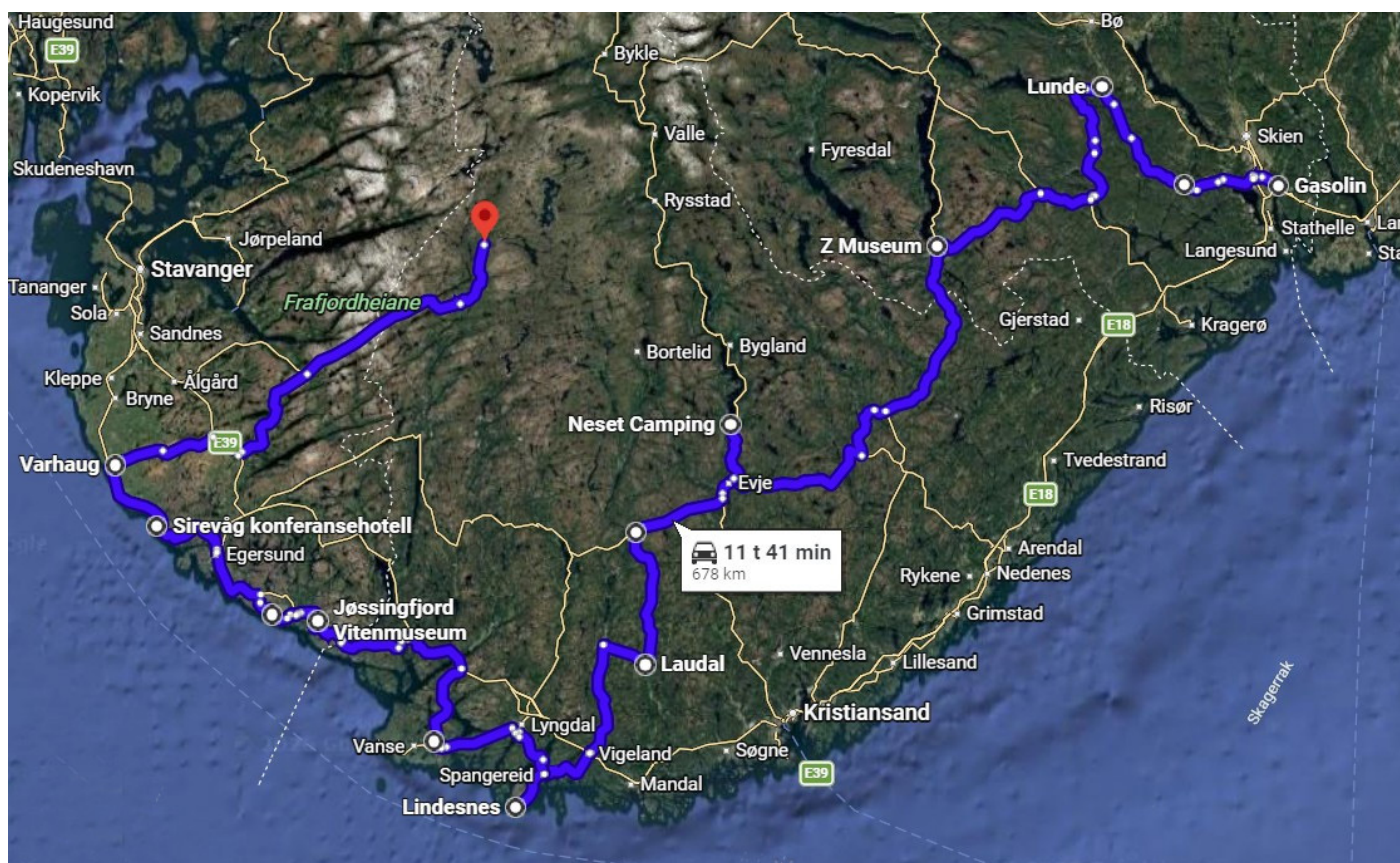 Haugesund
E39
Kopervik
Skudeneshavn
Bykle
Valle
Fyresdal
Rysstad
Bø
Lunde
Skien
Gasolin
Stathelle
Langesund
Jørpeland
Stavanger
Tananger
Sola
Sandnes
Frafjordheiane
Z Museum
Gjerstad
E18
Kragerø
Kleppe
Ålgård
Bryne
Bortelid
Bygland
Risør
Neset Camping
E39
Varhaug
Evje
Tvedestrand
E18
Sirevåg konferansehotell
Egersund
11 t 41 min
678 km
Arendal
Rykene
Nedenes
Jøssingfjord
Vitenmuseum
Grimstad
Laudal
Vennesla
Lillesand
Kristiansand
Skagerrak
Lyngdal
Vanse
Vigeland
Søgne
Spangereid
Mandal
E39
Lindesnes